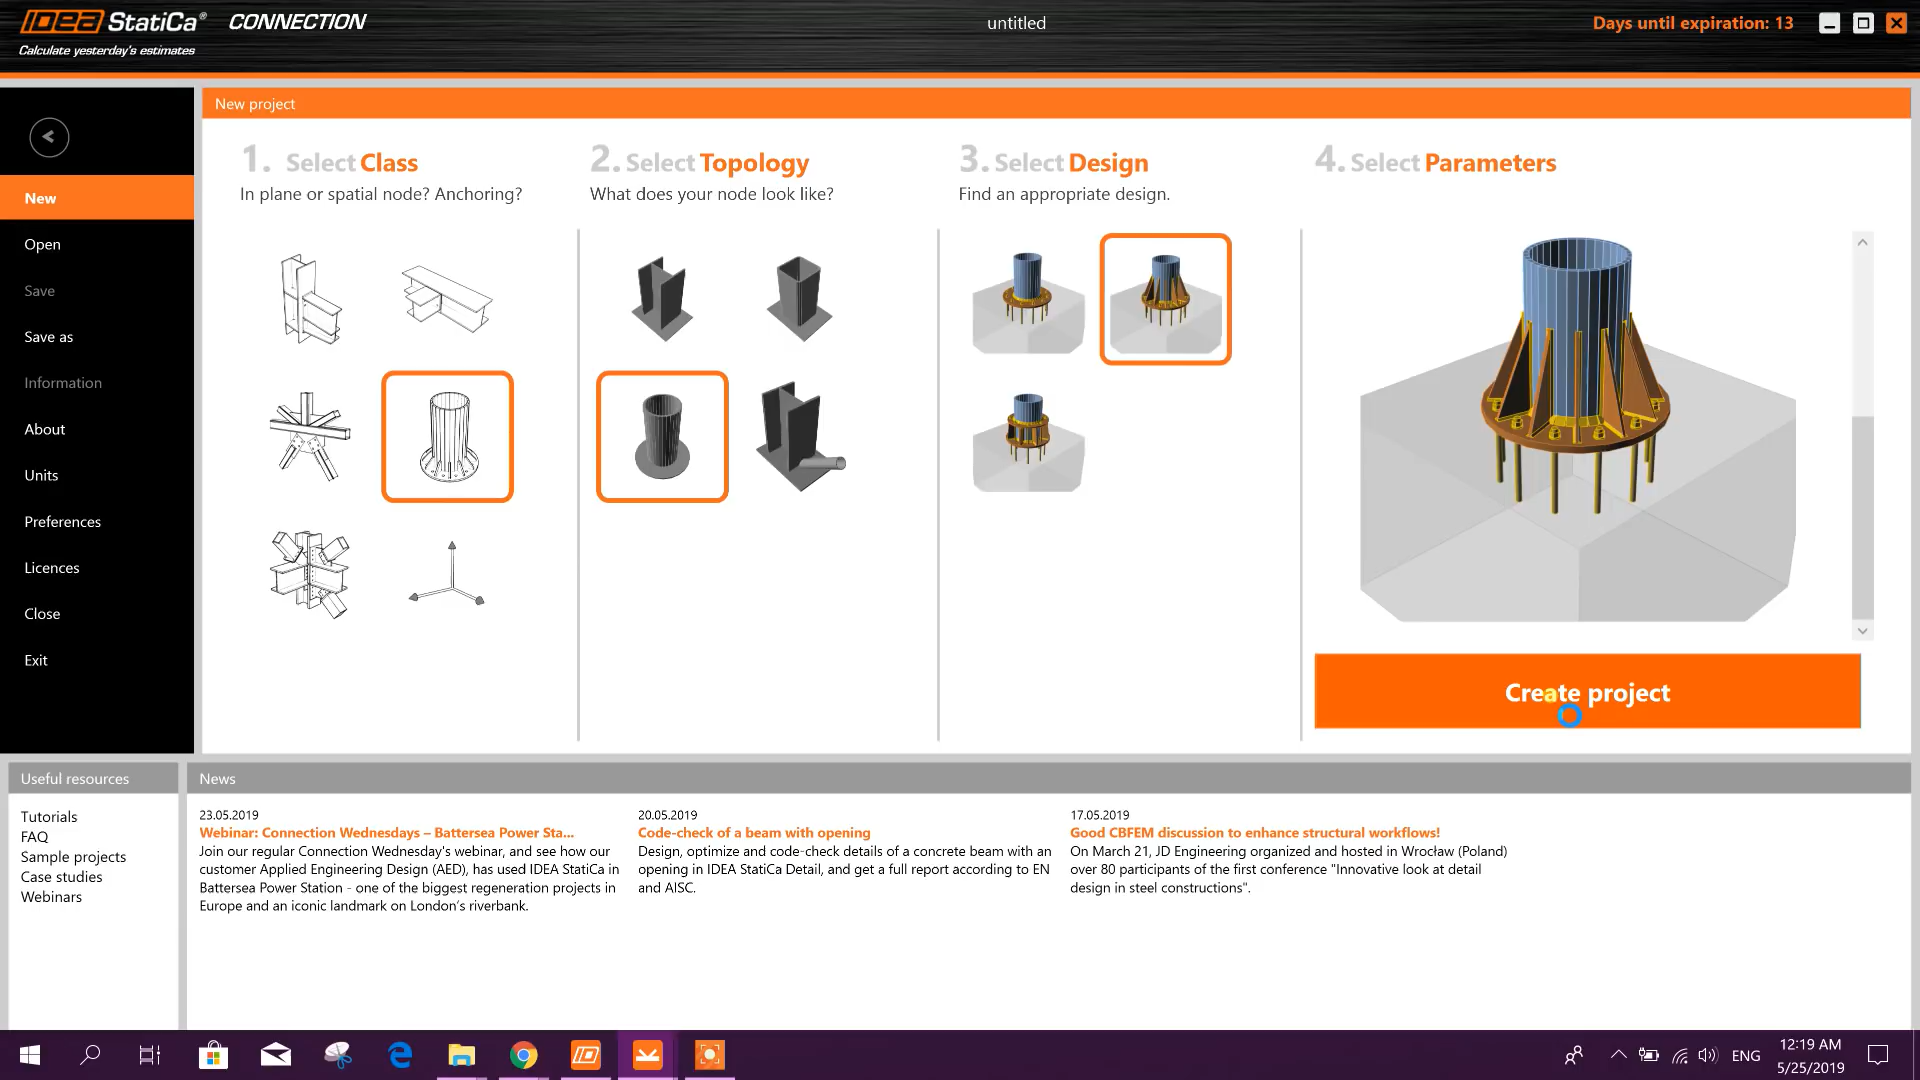 IDEA StatiCa® CONNECTION
Calculate yesterday's estimates
untitled
Days until expiration: 13
New
Open
Save
Save as
Information
About
Units
Preferences
Licences
Close
Exit
New project
1. Select Class
In plane or spatial node? Anchoring?
2. Select Topology
What does your node look like?
3. Select Design
Find an appropriate design.
4. Select Parameters
Create project
Useful resources
Tutorials
FAQ
Sample projects
Case studies
Webinars
News
23.05.2019
Webinar: Connection Wednesdays – Battersea Power Sta...
Join our regular Connection Wednesday's webinar, and see how our
customer Applied Engineering Design (AED), has used IDEA StatiCa in
Battersea Power Station - one of the biggest regeneration projects in
Europe and an iconic landmark on London's riverbank.
20.05.2019
Code-check of a beam with opening
Design, optimize and code-check details of a concrete beam with an
opening in IDEA StatiCa Detail, and get a full report according to EN
and AISC.
17.05.2019
Good CBFEM discussion to enhance structural workflows!
On March 21, JD Engineering organized and hosted in Wrocław (Poland)
over 80 participants of the first conference "Innovative look at detail
design in steel constructions".
ENG
12:19 AM
5/25/2019